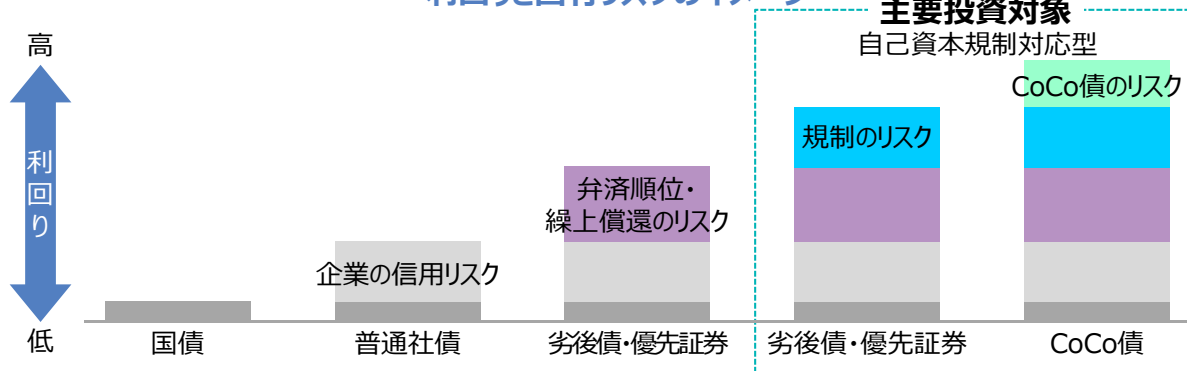 主要投資対象
自己資本規制対応型
高
利回り
低
CoCo債のリスク
規制のリスク
弁済順位・
繰上償還のリスク
企業の信用リスク
国債
普通社債
劣後債・優先証券
劣後債・優先証券
CoCo債